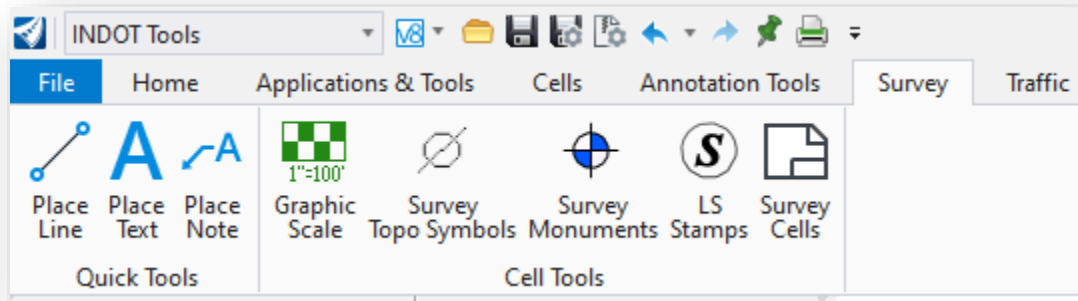 INDOT Tools
V8
File Home Applications & Tools Cells Annotation Tools Survey Traffic
A A S
1"=100'
Place Place Place Graphic Survey Survey LS Survey
Line Text Note Scale Topo Symbols Monuments Stamps Cells
Quick Tools Cell Tools